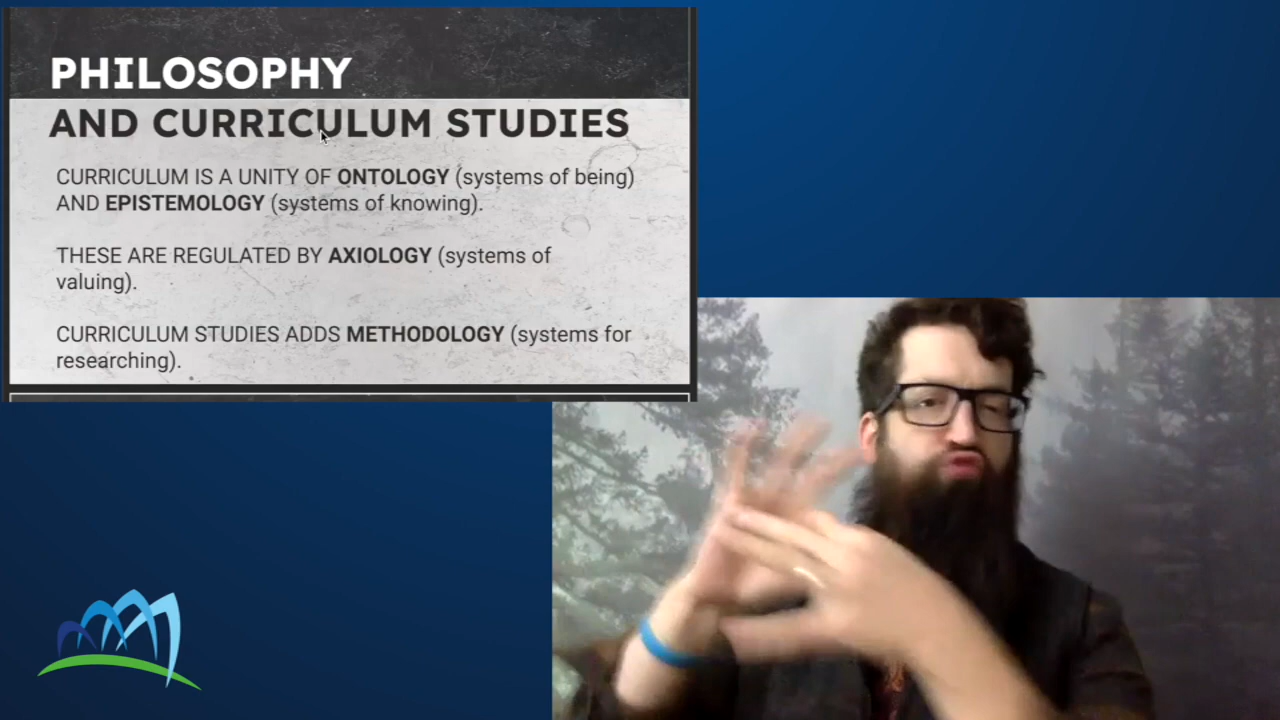 PHILOSOPHY
AND CURRICULUM STUDIES
CURRICULUM IS A UNITY OF ONTOLOGY (systems of being)
AND EPISTEMOLOGY (systems of knowing).
THESE ARE REGULATED BY AXIOLOGY (systems of
valuing).
CURRICULUM STUDIES ADDS METHODOLOGY (systems for
researching).